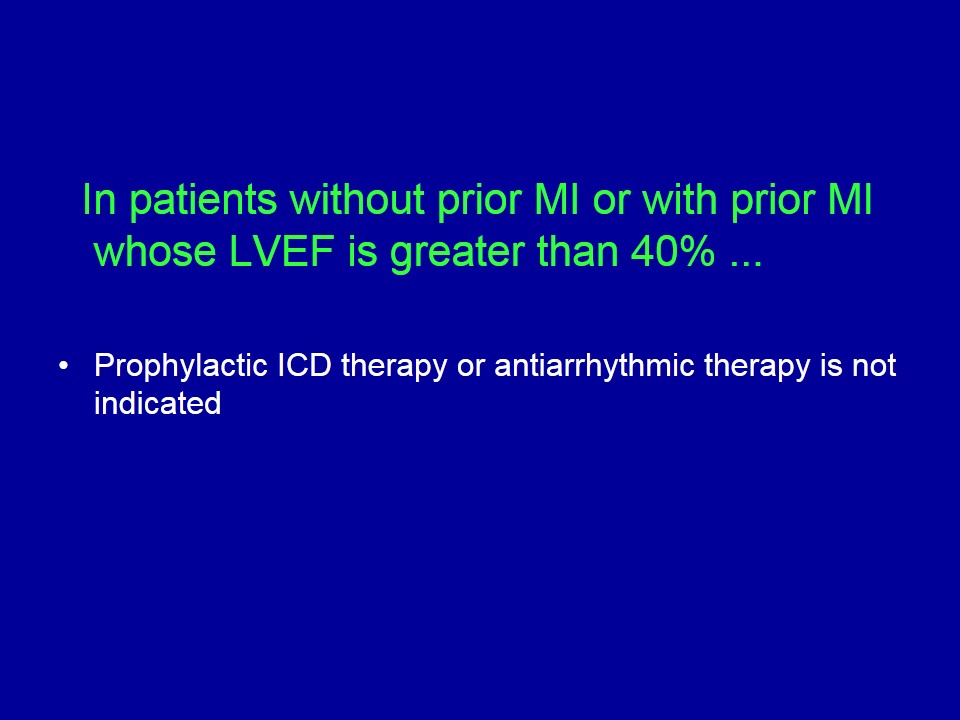 In patients without prior MI or with prior MI
whose LVEF is greater than 40% ...
• Prophylactic ICD therapy or antiarrhythmic therapy is not
indicated